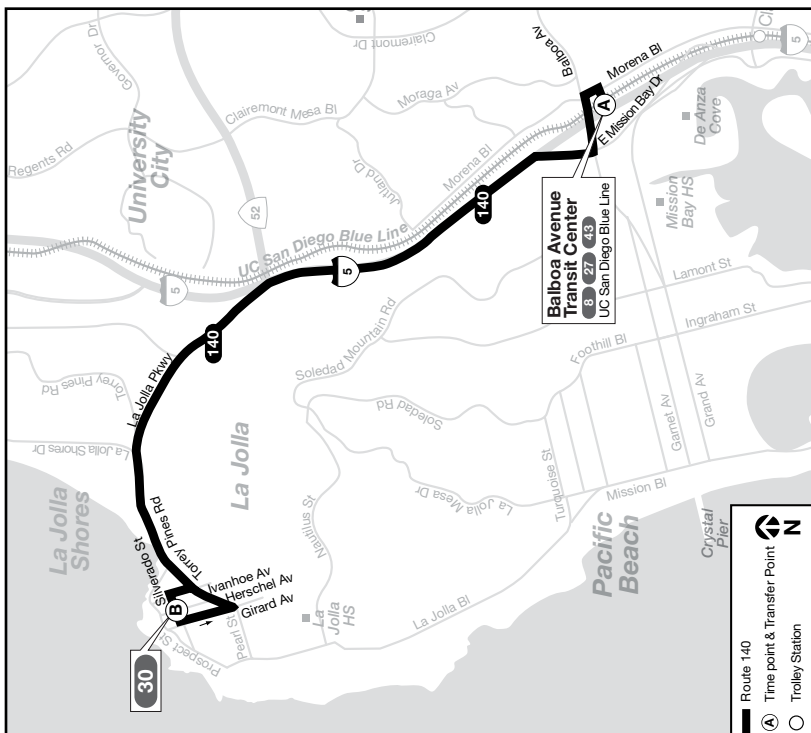 Governor Dr
Regents Rd
University
City
Clairemont Dr
Clairemont Mesa Bl
Moraga Av
Balboa Av
Morena Bl
5
52
5
Jutland Dr
Morena Bl
UC San Diego Blue Line
E Mission Bay Dr
A
De Anza
Cove
140
Mission
Bay HS
Balboa Avenue
Transit Center
8 27 43
UC San Diego Blue Line
5
140
Lamont St
Ingraham St
Foothill Bl
Soledad Mountain Rd
Soledad Rd
Garnet Av
Grand Av
Torrey Pines Rd
La Jolla Pkwy
La Jolla Shores Dr
La Jolla
La Jolla
Shores
Silverado St
Torrey Pines Rd
Ivanhoe Av
Herschel Av
Girard Av
B
30
Prospect St
Pearl St
Nautilus St
La
Jolla
HS
La Jolla Mesa Dr
La Jolla Bl
Turquoise St
Mission Bl
Pacific
Beach
Crystal
Pier
Route 140
A Time point & Transfer Point
Trolley Station
N